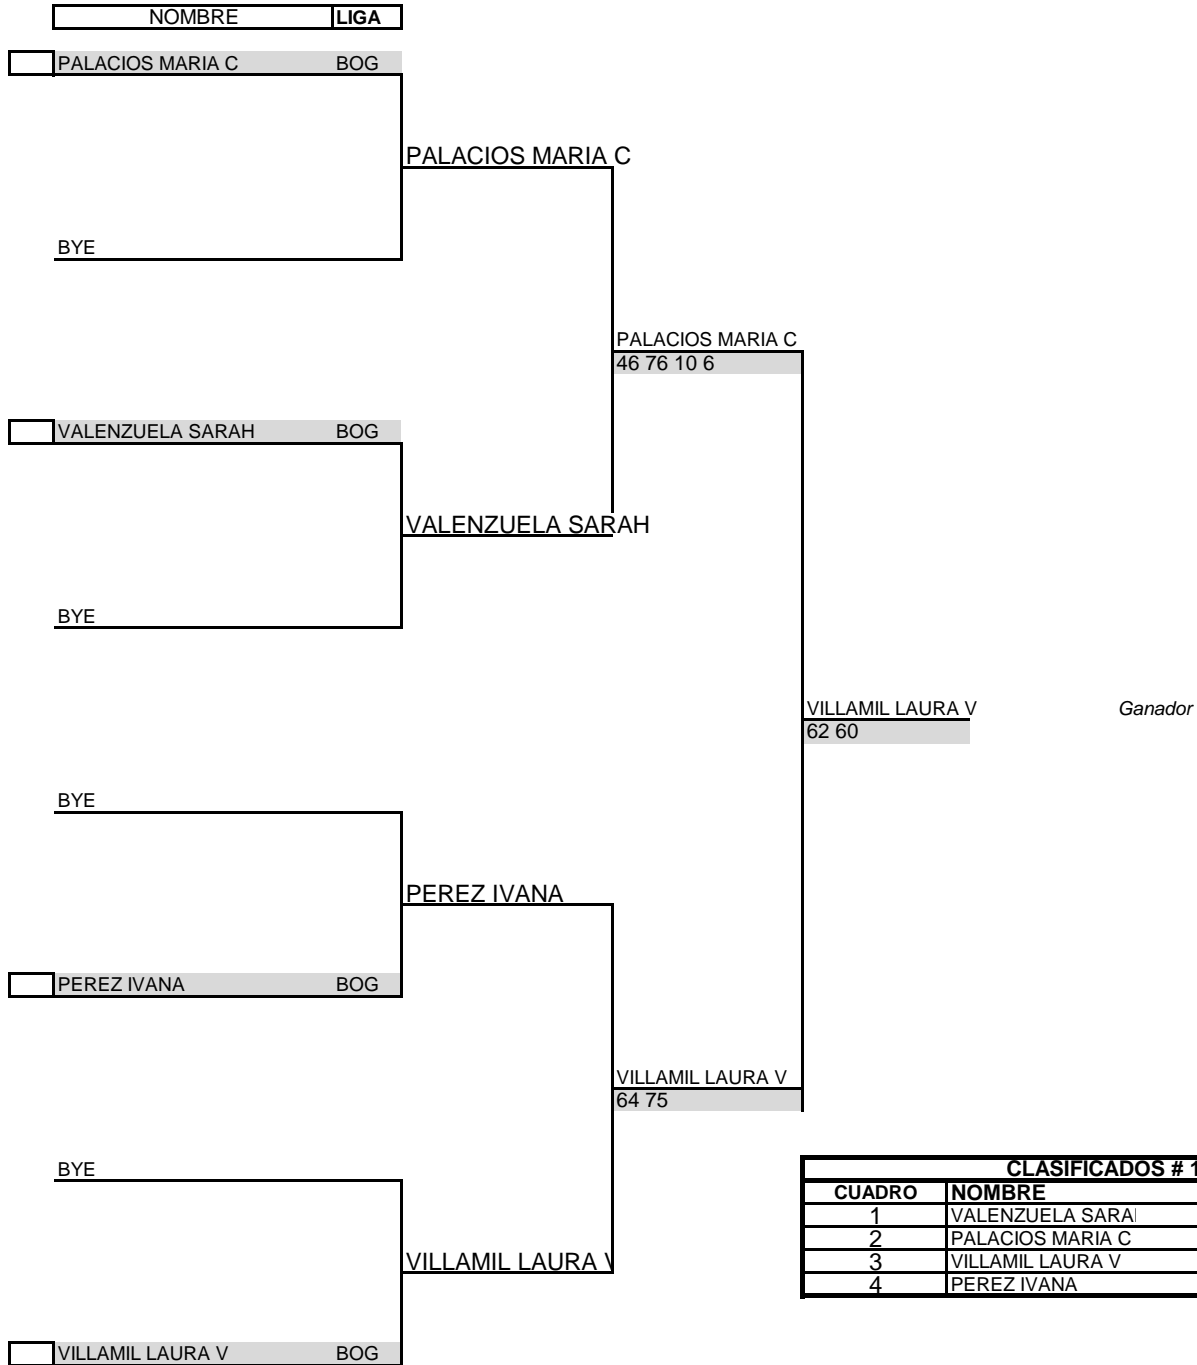 NOMBRE LIGA
PALACIOS MARIA C BOG
PALACIOS MARIA C
BYE
PALACIOS MARIA C
46 76 10 6
VALENZUELA SARAH BOG
VALENZUELA SARAH
BYE
VILLAMIL LAURA V Ganador
62 60
BYE
PEREZ IVANA
PEREZ IVANA BOG
VILLAMIL LAURA V
64 75
BYE
CLASIFICADOS # 1
CUADRO NOMBRE
1 VALENZUELA SARA
2 PALACIOS MARIA C
3 VILLAMIL LAURA V
4 PEREZ IVANA
VILLAMIL LAURA V
VILLAMIL LAURA V BOG